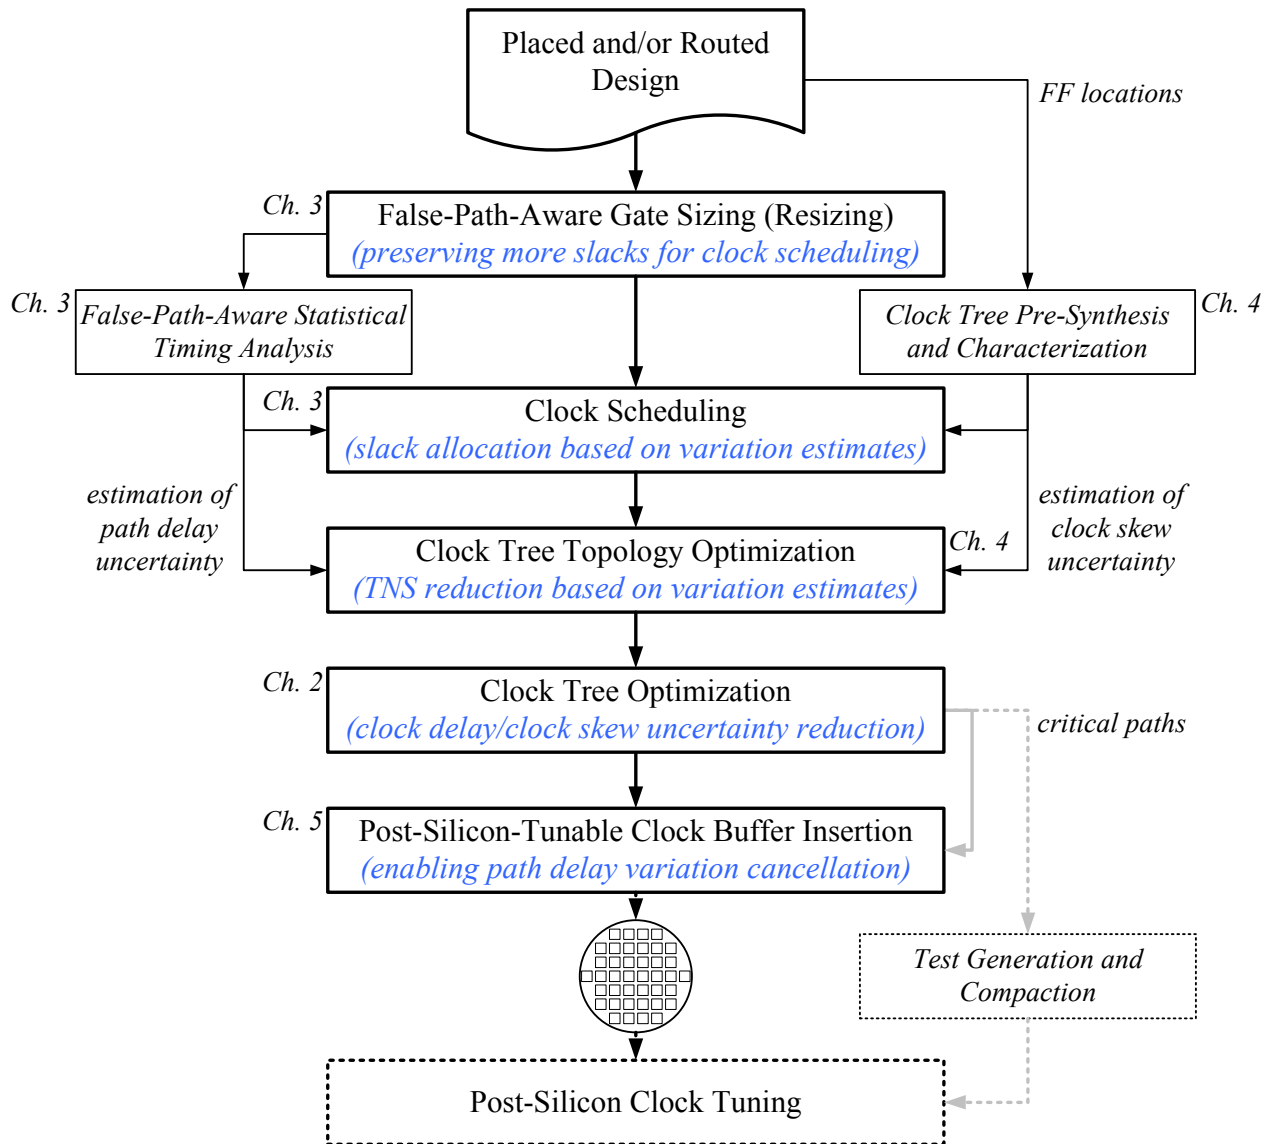 Placed and/or Routed
Design
FF locations
Ch. 3
False-Path-Aware Gate Sizing (Resizing)
(preserving more slacks for clock scheduling)
Ch. 3
False-Path-Aware Statistical
Timing Analysis
Clock Tree Pre-Synthesis
and Characterization
Ch. 4
Ch. 3
Clock Scheduling
(slack allocation based on variation estimates)
estimation of
path delay
uncertainty
estimation of
clock skew
uncertainty
Clock Tree Topology Optimization
(TNS reduction based on variation estimates)
Ch. 4
Ch. 2
Clock Tree Optimization
(clock delay/clock skew uncertainty reduction)
critical paths
Ch. 5
Post-Silicon-Tunable Clock Buffer Insertion
(enabling path delay variation cancellation)
Test Generation and
Compaction
Post-Silicon Clock Tuning